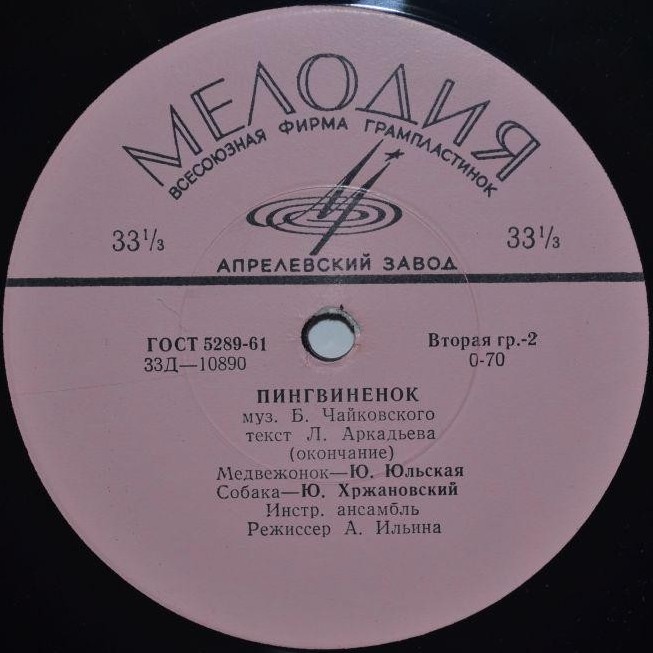 МЕЛОДИЯ
ВСЕСОЮЗНАЯ ФИРМА ГРАМПЛАСТИНОК
33⅓ 33⅓
АПРЕЛЕВСКИЙ ЗАВОД
ГОСТ 5289-61 Вторая гр.-2
33Д—10890 0-70
ПИНГВИНЕНОК
муз. Б. Чайковского
текст Л. Аркадьева
(окончание)
Медвежонок—Ю. Юльская
Собака—Ю. Хржановский
Инстр. ансамбль
Режиссер А. Ильина